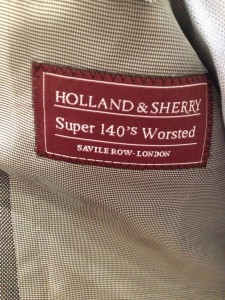 HOLLAND & SHERRY
Super 140's Worsted
SAVILE ROW - LONDON